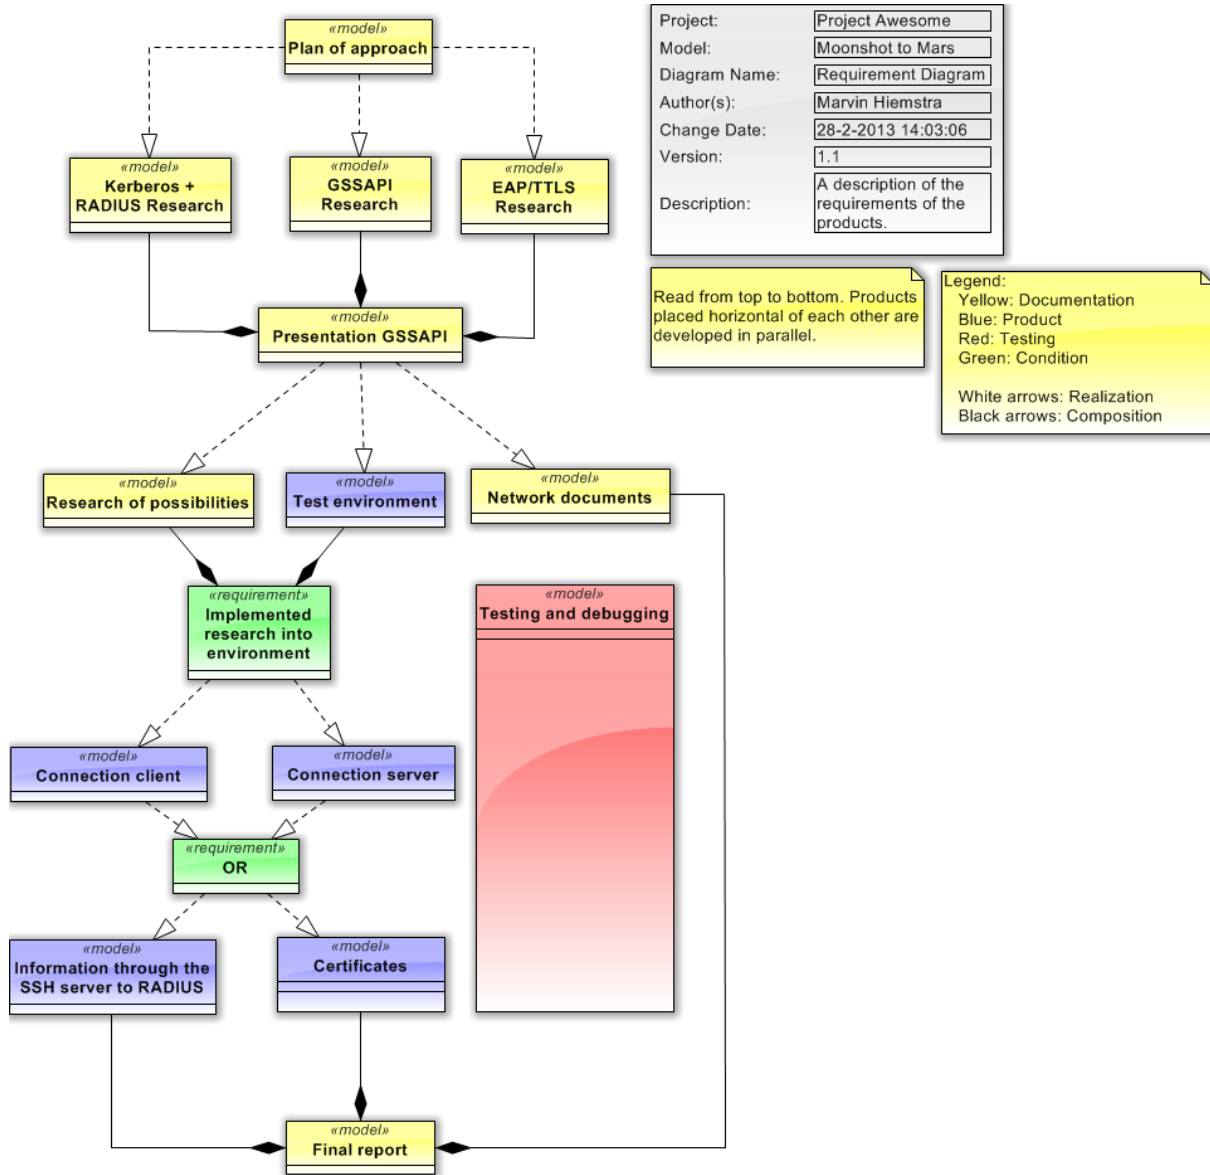 «model»
Plan of approach
«model»
Kerberos +
RADIUS Research
«model»
GSSAPI
Research
«model»
EAP/TTLS
Research
«model»
Presentation GSSAPI
Project:
Project Awesome
Model:
Moonshot to Mars
Diagram Name:
Requirement Diagram
Author(s):
Marvin Hiemstra
Change Date:
28-2-2013 14:03:06
Version:
1.1
Description:
A description of the
requirements of the
products.
Read from top to bottom. Products
placed horizontal of each other are
developed in parallel.
Legend:
Yellow: Documentation
Blue: Product
Red: Testing
Green: Condition
White arrows: Realization
Black arrows: Composition
«model»
Research of possibilities
«model»
Test environment
«model»
Network documents
«requirement»
Implemented
research into
environment
«model»
Testing and debugging
«model»
Connection client
«model»
Connection server
«requirement»
OR
«model»
Information through the
SSH server to RADIUS
«model»
Certificates
«model»
Final report